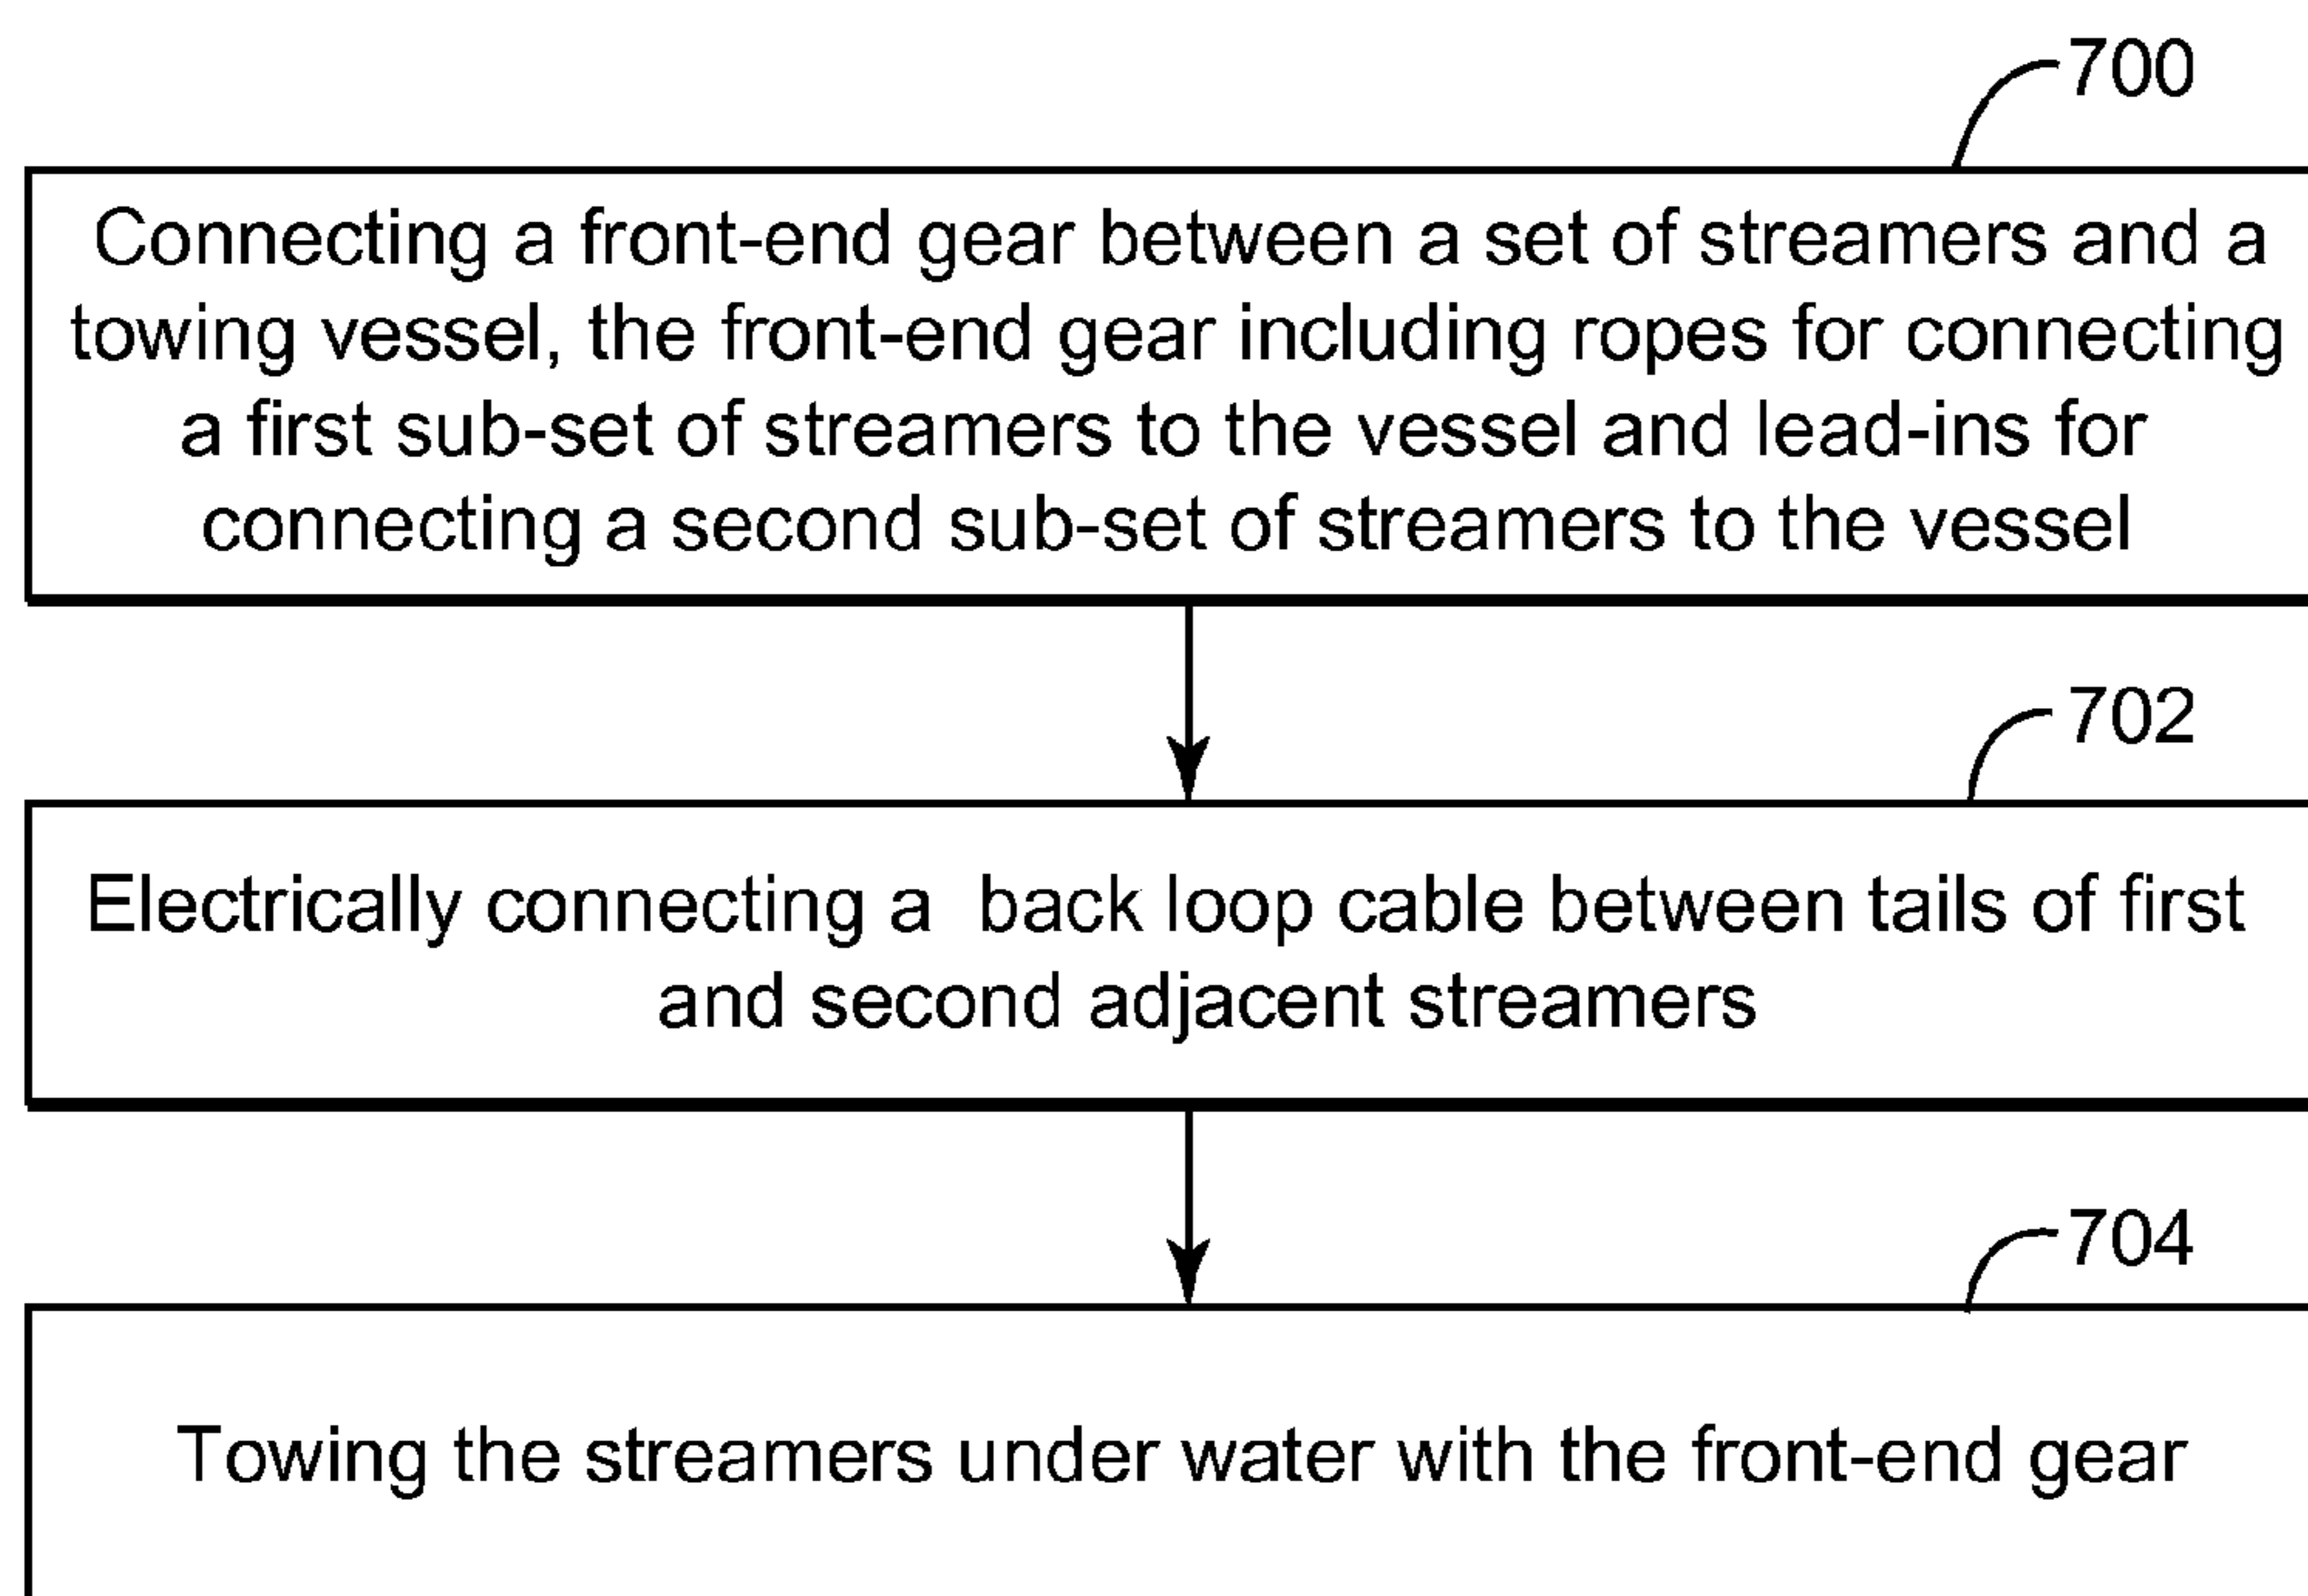 700
Connecting a front-end gear between a set of streamers and a
towing vessel, the front-end gear including ropes for connecting
a first sub-set of streamers to the vessel and lead-ins for
connecting a second sub-set of streamers to the vessel
702
Electrically connecting a  back loop cable between tails of first
and second adjacent streamers
704
Towing the streamers under water with the front-end gear